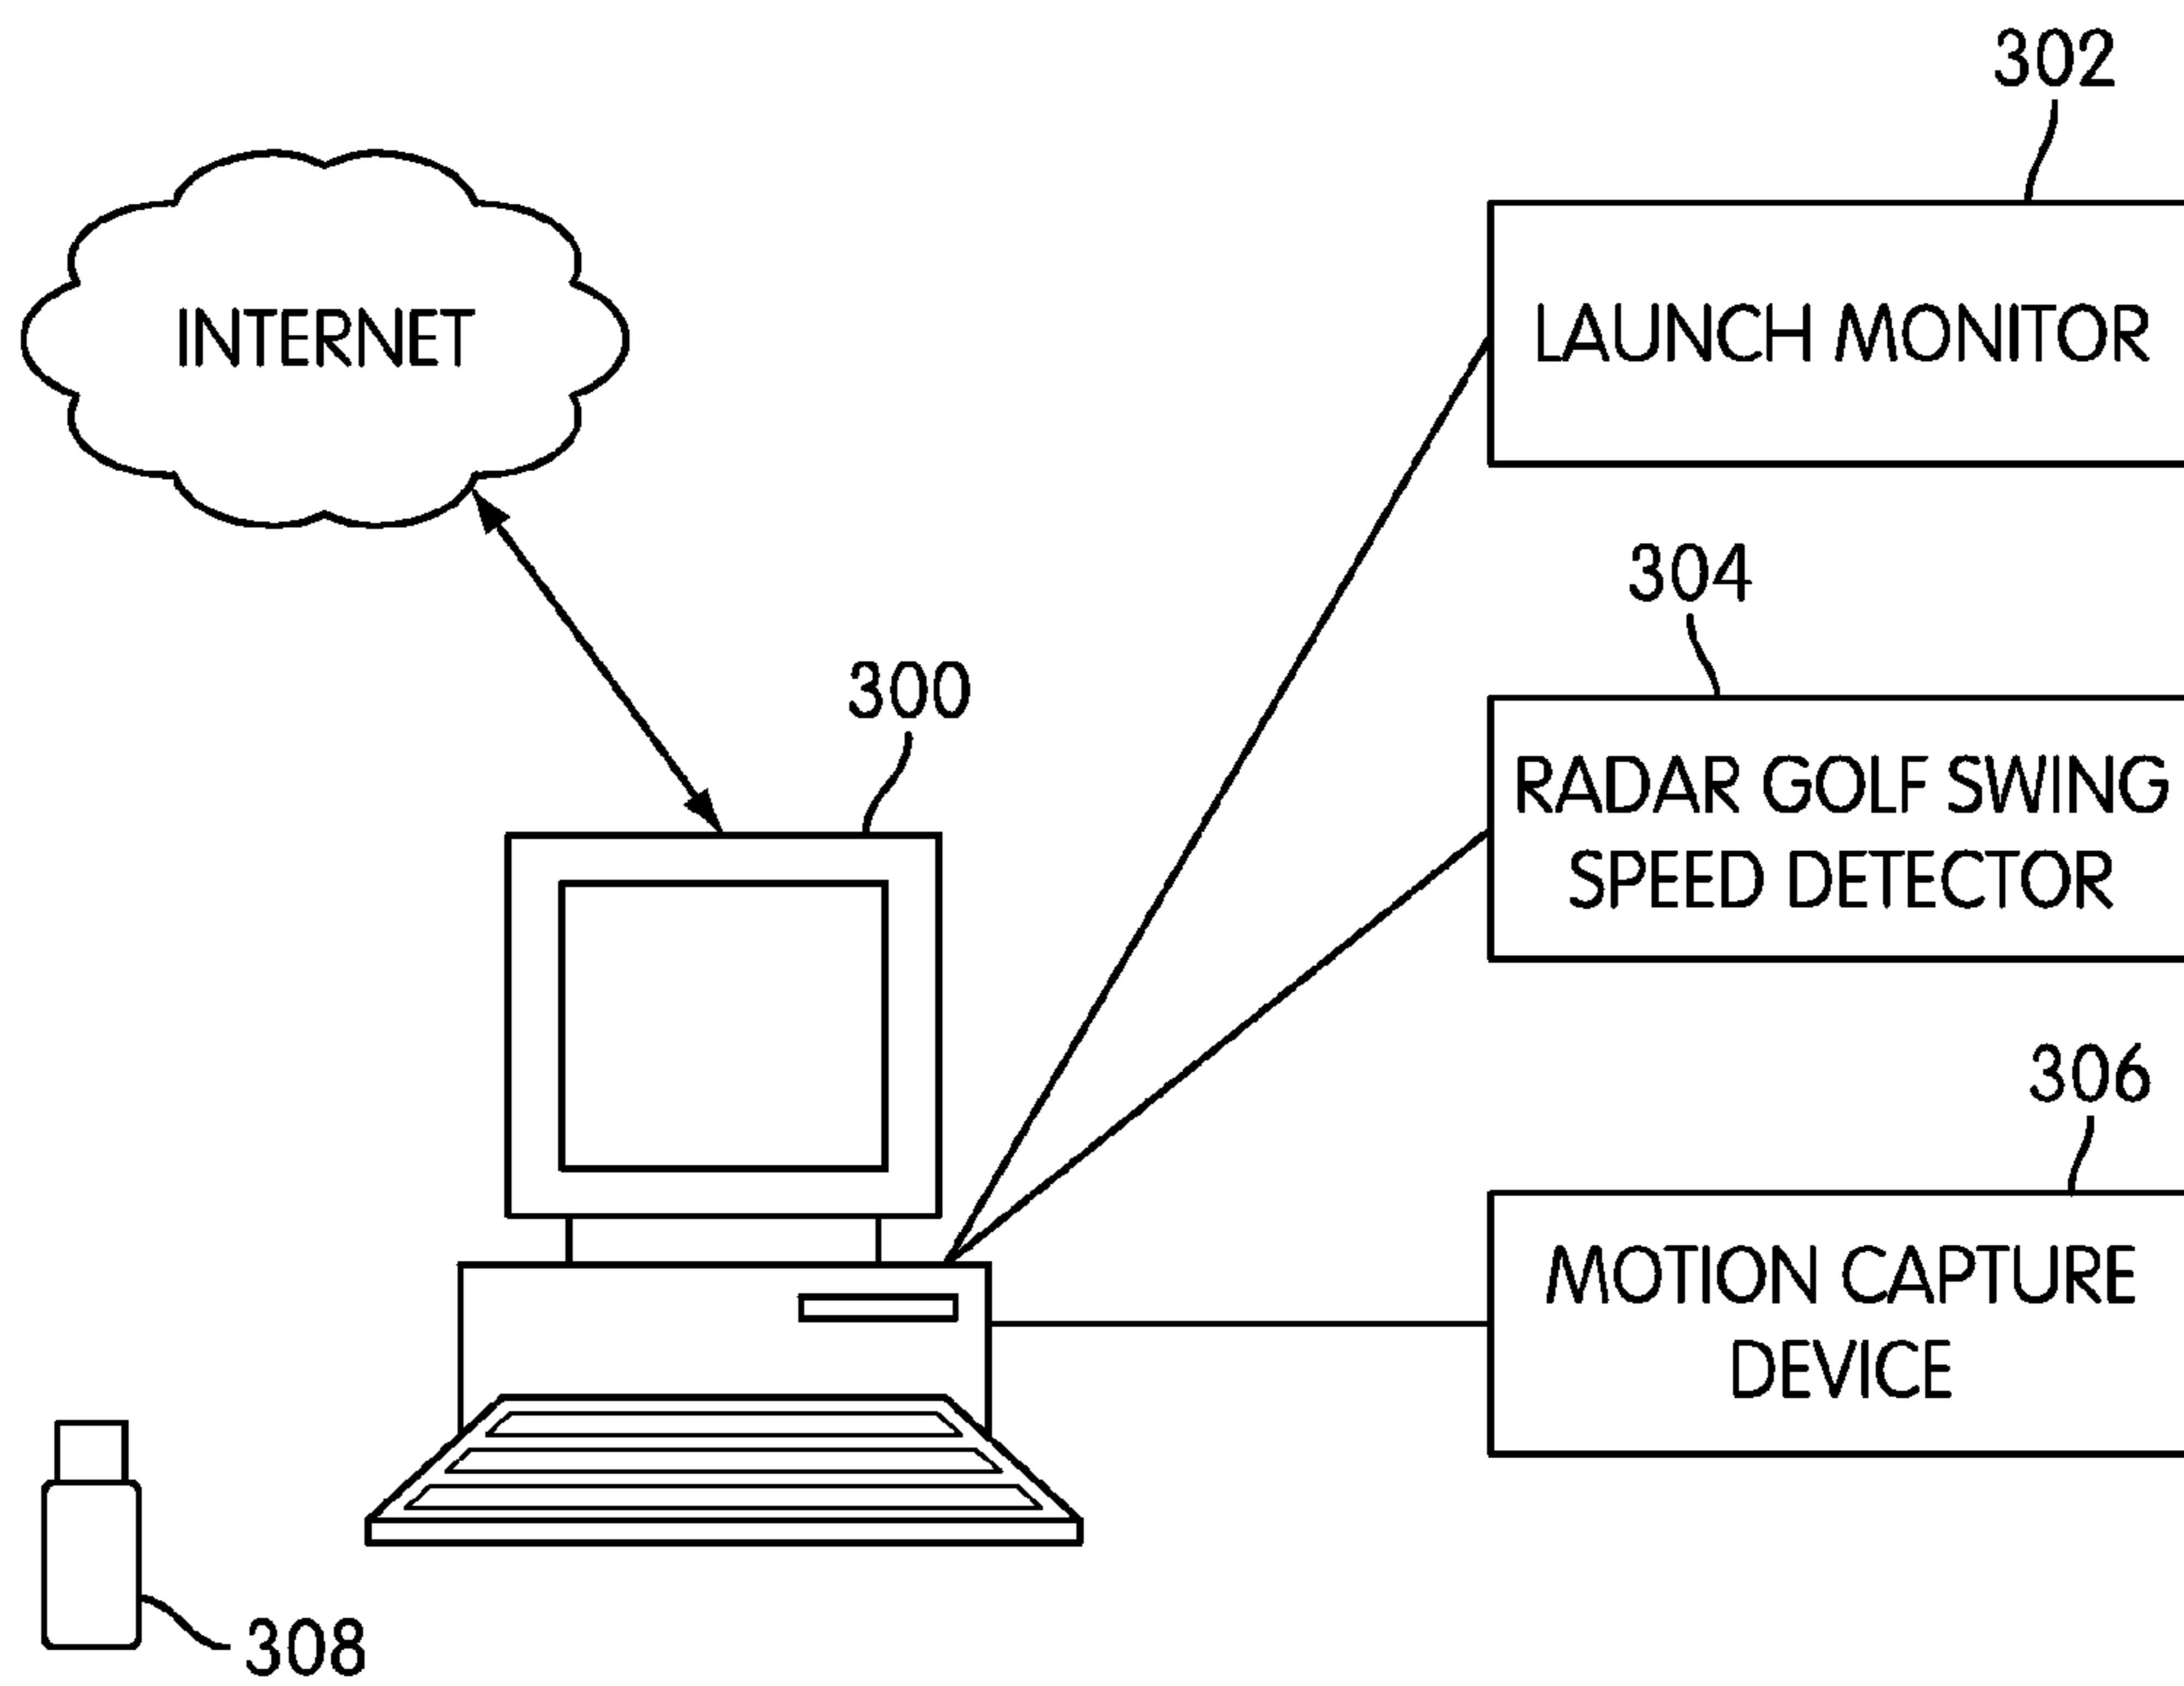 302
INTERNET
LAUNCH MONITOR
304
300
RADAR GOLF SWING
SPEED DETECTOR
306
MOTION CAPTURE
DEVICE
308